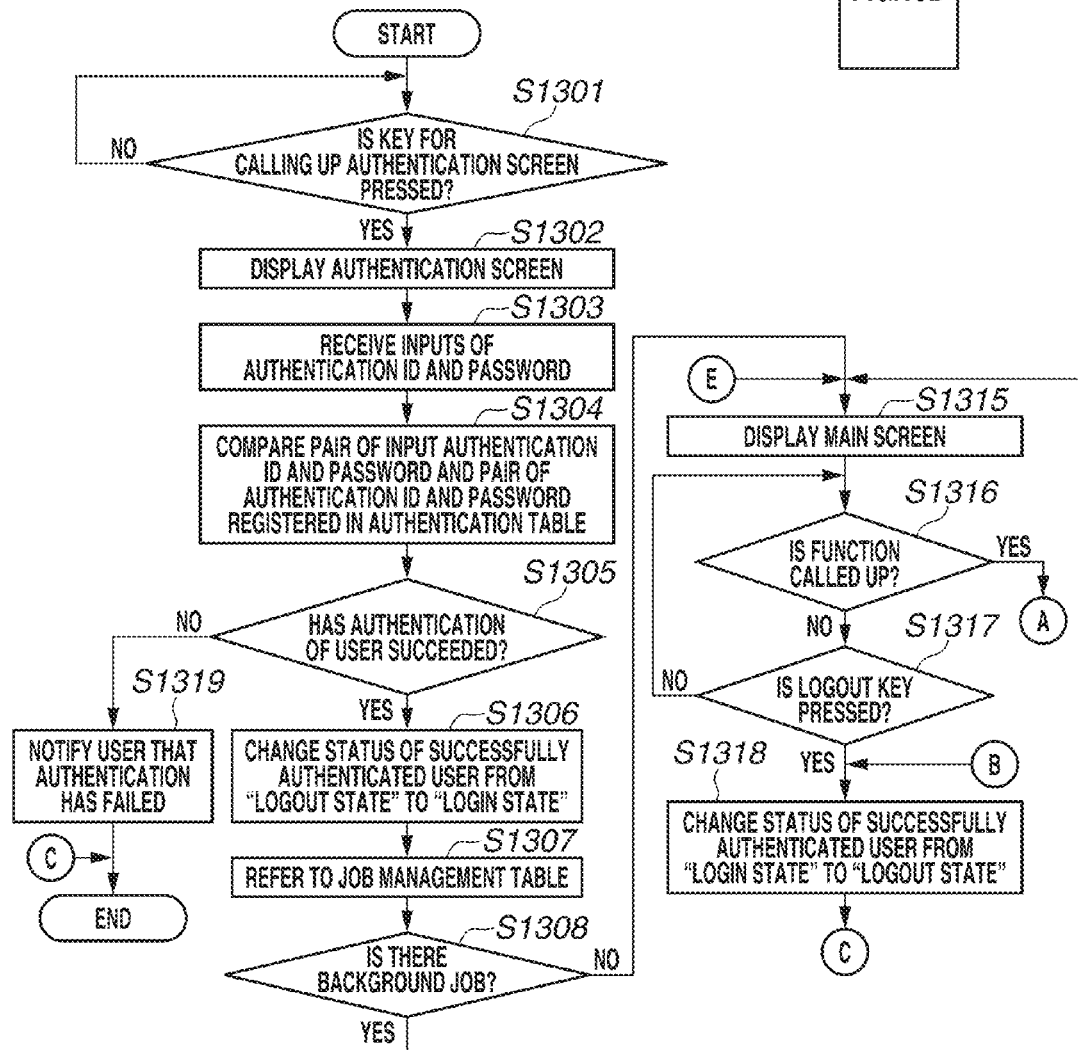 START
S1301
IS KEY FOR
CALLING UP AUTHENTICATION SCREEN
PRESSED?
NO
YES
S1302
DISPLAY AUTHENTICATION SCREEN
S1303
RECEIVE INPUTS OF
AUTHENTICATION ID AND PASSWORD
S1304
COMPARE PAIR OF INPUT AUTHENTICATION
ID AND PASSWORD AND PAIR OF
AUTHENTICATION ID AND PASSWORD
REGISTERED IN AUTHENTICATION TABLE
S1305
HAS AUTHENTICATION
OF USER SUCCEEDED?
NO
YES
S1319
NOTIFY USER THAT
AUTHENTICATION
HAS FAILED
C
END
S1306
CHANGE STATUS OF SUCCESSFULLY
AUTHENTICATED USER FROM
“LOGOUT STATE” TO “LOGIN STATE”
S1307
REFER TO JOB MANAGEMENT TABLE
S1308
IS THERE
BACKGROUND JOB?
NO
YES
E
S1315
DISPLAY MAIN SCREEN
S1316
IS FUNCTION
CALLED UP?
YES
A
NO
S1317
IS LOGOUT KEY
PRESSED?
NO
YES
B
S1318
CHANGE STATUS OF SUCCESSFULLY
AUTHENTICATED USER FROM
“LOGIN STATE” TO “LOGOUT STATE”
C